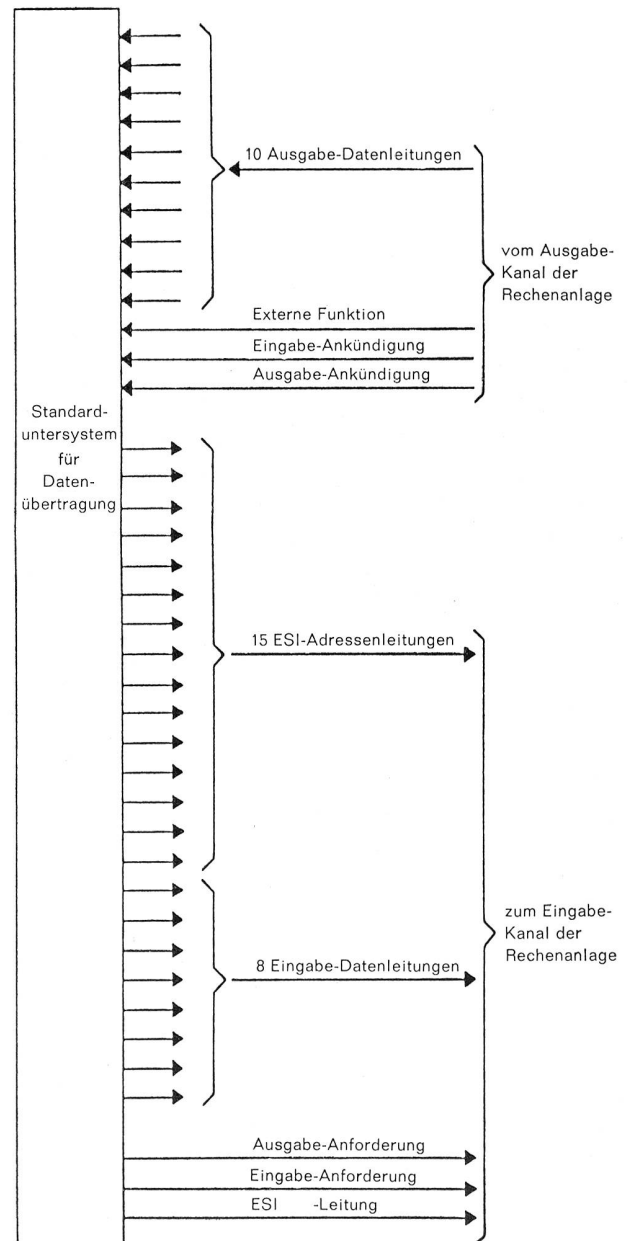 10 Ausgabe-Datenleitungen
vom Ausgabe-
Kanal der
Rechenanlage
Externe Funktion
Eingabe-Ankündigung
Ausgabe-Ankündigung
Standard-
untersystem
für
Daten-
übertragung
15 ESI-Adressenleitungen
zum Eingabe-
Kanal der
Rechenanlage
8 Eingabe-Datenleitungen
Ausgabe-Anforderung
Eingabe-Anforderung
ESI -Leitung